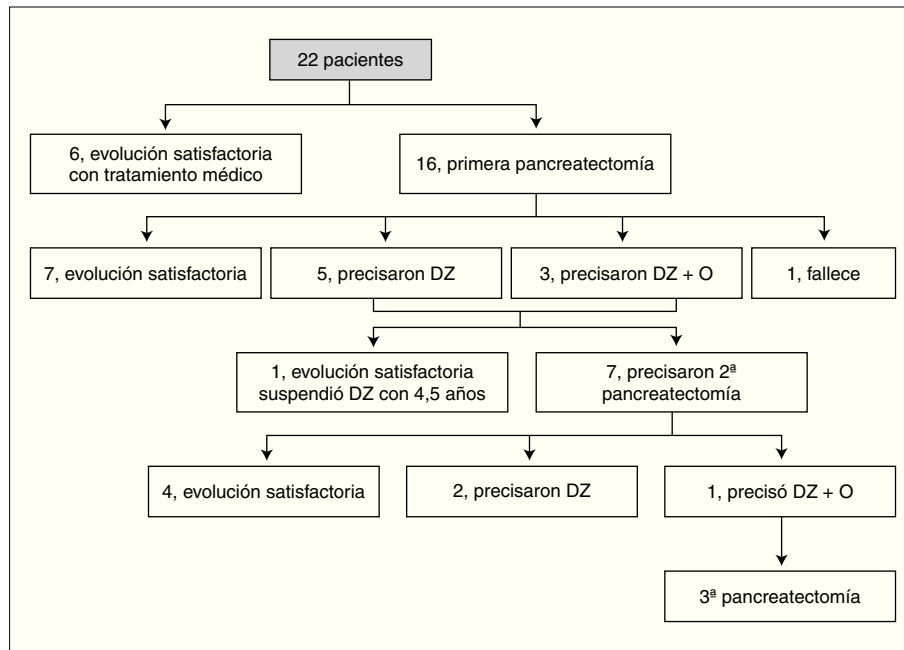 22 pacientes
6, evolución satisfactoria
con tratamiento médico
16, primera pancreatectomía
7, evolución satisfactoria
5, precisaron DZ
3, precisaron DZ + O
1, fallece
1, evolución satisfactoria
suspendió DZ con 4,5 años
7, precisaron 2ª
pancreatectomía
4, evolución satisfactoria
2, precisaron DZ
1, precisó DZ + O
3ª pancreatectomía